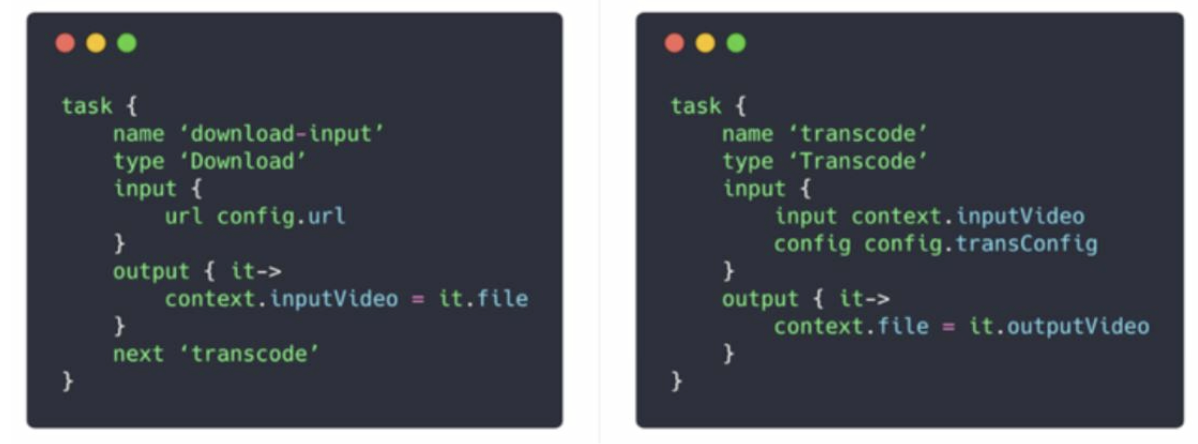 task {
name ‘download-input’
type ‘Download’
input {
url config.url
}
output { it->
context.inputVideo = it.file
}
next ‘transcode’
}
task {
name ‘transcode’
type ‘Transcode’
input {
input context.inputVideo
config config.transConfig
}
output { it->
context.file = it.outputVideo
}
}